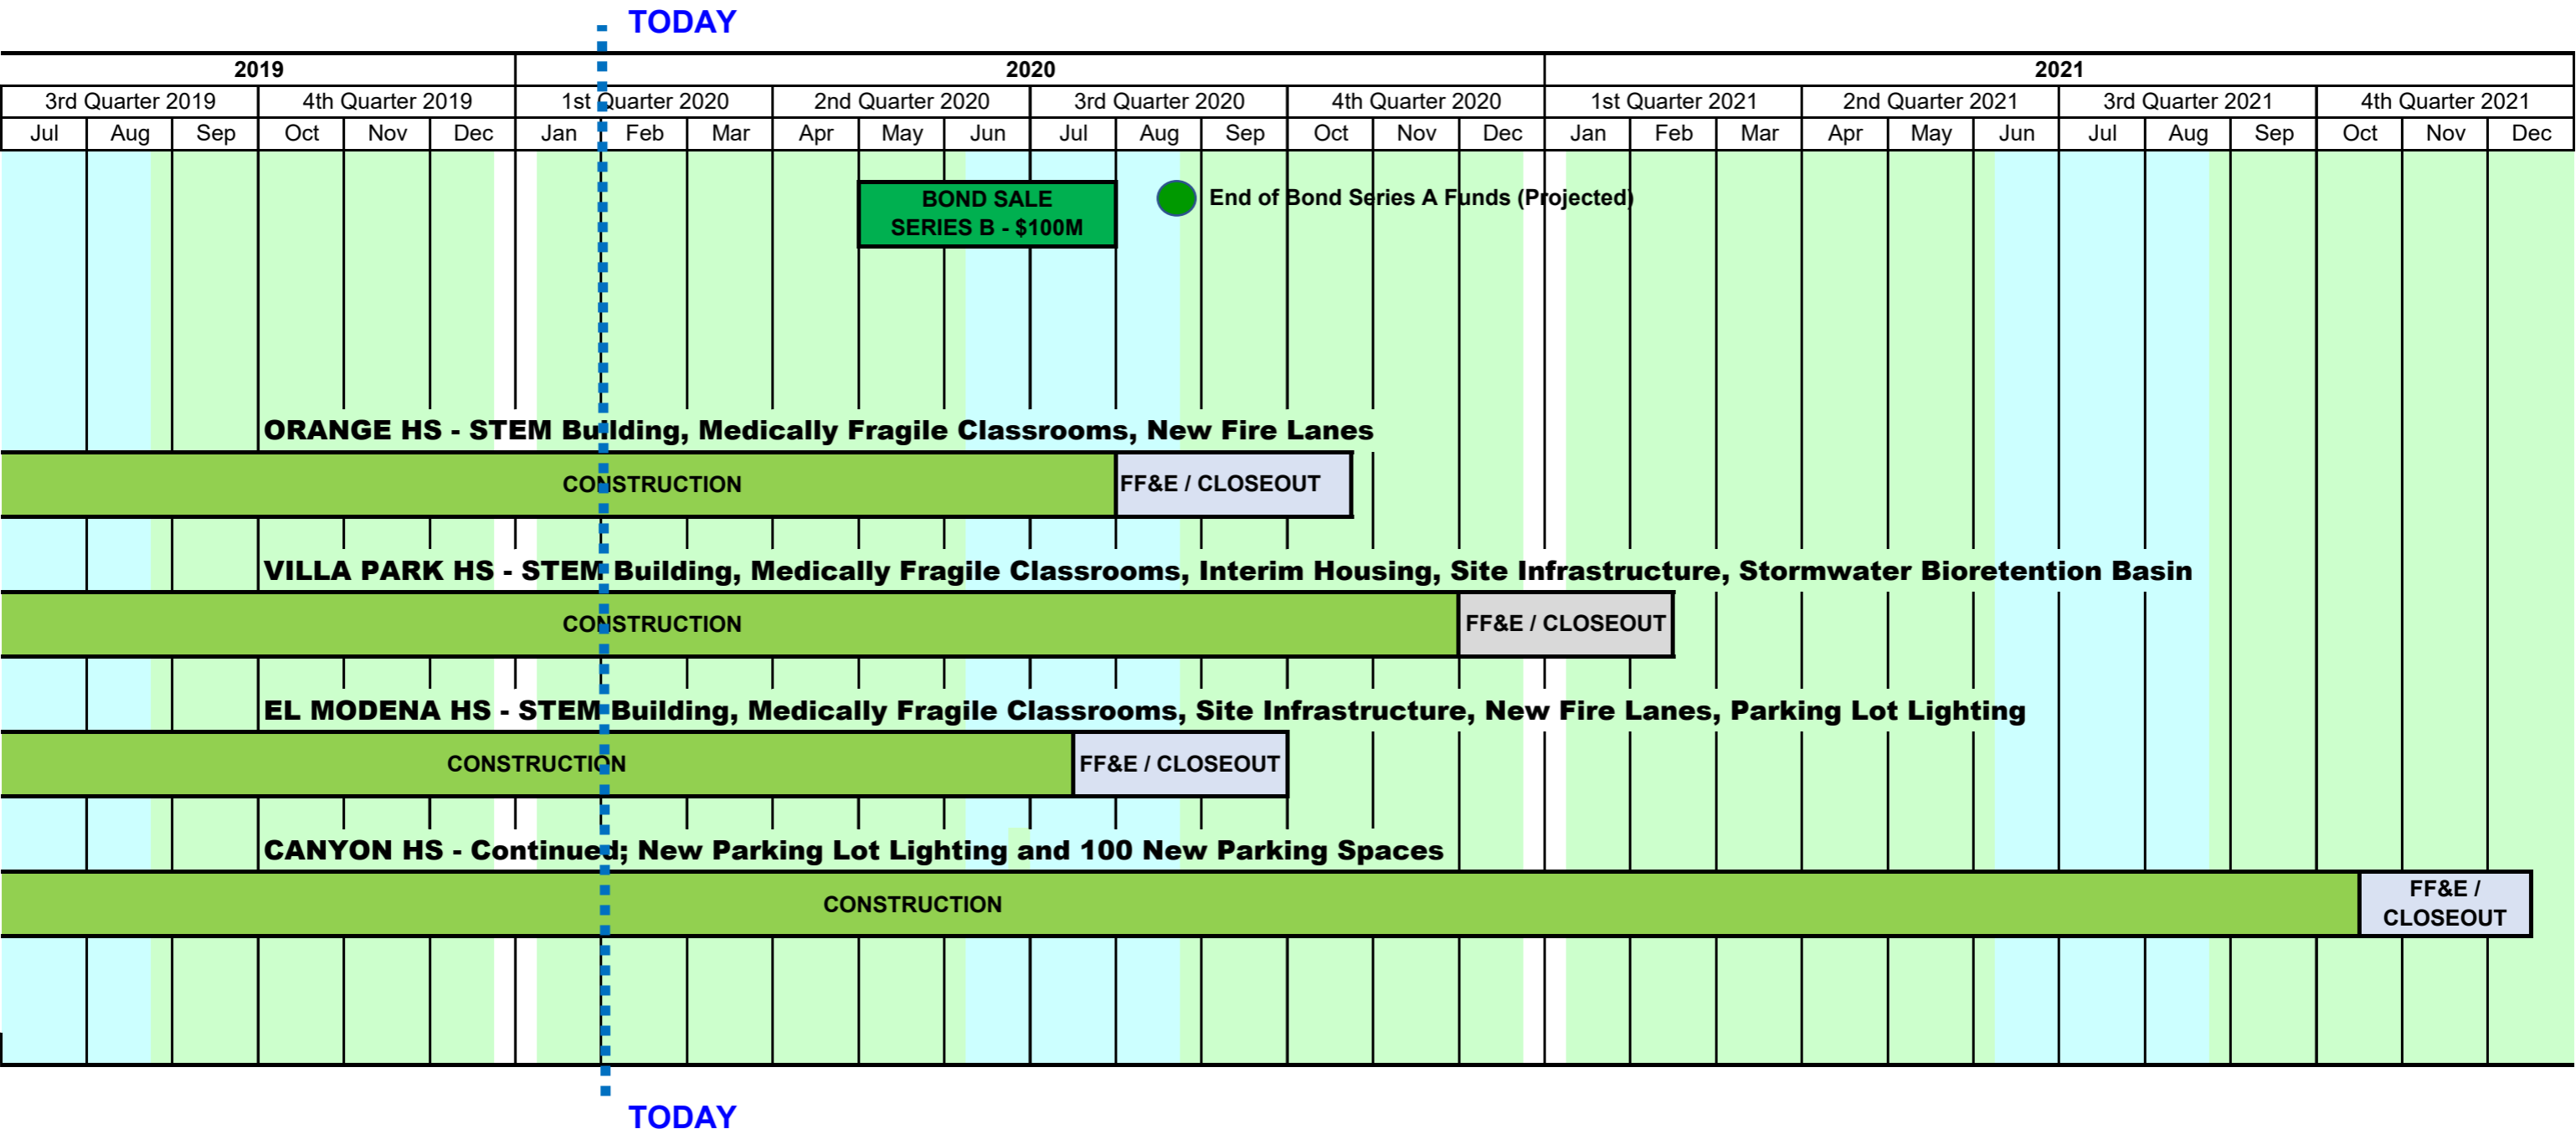 TODAY
2019 2020 2021
3rd Quarter 2019 4th Quarter 2019 1st Quarter 2020 2nd Quarter 2020 3rd Quarter 2020 4th Quarter 2020 1st Quarter 2021 2nd Quarter 2021 3rd Quarter 2021 4th Quarter 2021
Jul Aug Sep Oct Nov Dec Jan Feb Mar Apr May Jun Jul Aug Sep Oct Nov Dec Jan Feb Mar Apr May Jun Jul Aug Sep Oct Nov Dec
BOND SALE
SERIES B - $100M
End of Bond Series A Funds (Projected)
ORANGE HS - STEM Building, Medically Fragile Classrooms, New Fire Lanes
CONSTRUCTION FF&E / CLOSEOUT
VILLA PARK HS - STEM Building, Medically Fragile Classrooms, Interim Housing, Site Infrastructure, Stormwater Bioretention Basin
CONSTRUCTION FF&E / CLOSEOUT
EL MODENA HS - STEM Building, Medically Fragile Classrooms, Site Infrastructure, New Fire Lanes, Parking Lot Lighting
CONSTRUCTION FF&E / CLOSEOUT
CANYON HS - Continued; New Parking Lot Lighting and 100 New Parking Spaces
CONSTRUCTION
FF&E /
CLOSEOUT
TODAY